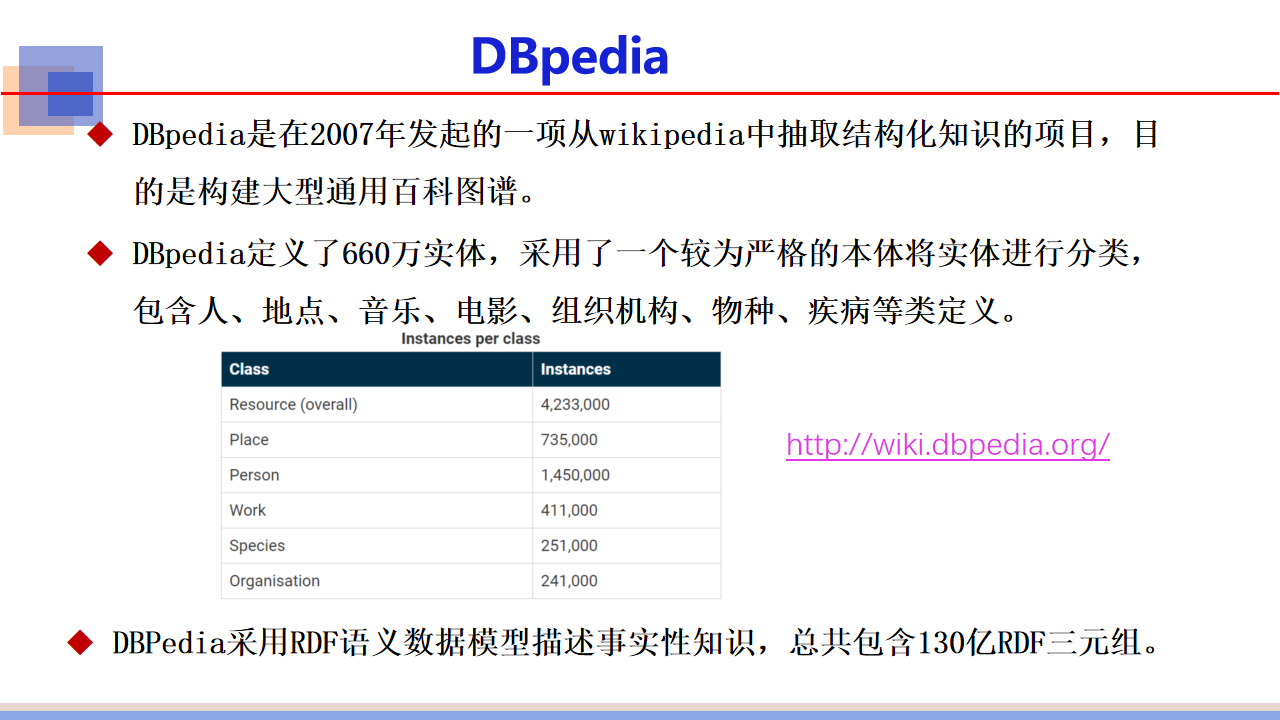 DBpedia
DBpedia是在2007年发起的一项从wikipedia中抽取结构化知识的项目，目
的是构建大型通用百科图谱。
DBpedia定义了660万实体，采用了一个较为严格的本体将实体进行分类，
包含人、地点、音乐、电影、组织机构、物种、疾病等类定义。
Instances per class
Class Instances
Resource (overall) 4,233,000
Place 735,000
Person 1,450,000
Work 411,000
Species 251,000
Organisation 241,000
http://wiki.dbpedia.org/
DBPedia采用RDF语义数据模型描述事实性知识，总共包含130亿RDF三元组。